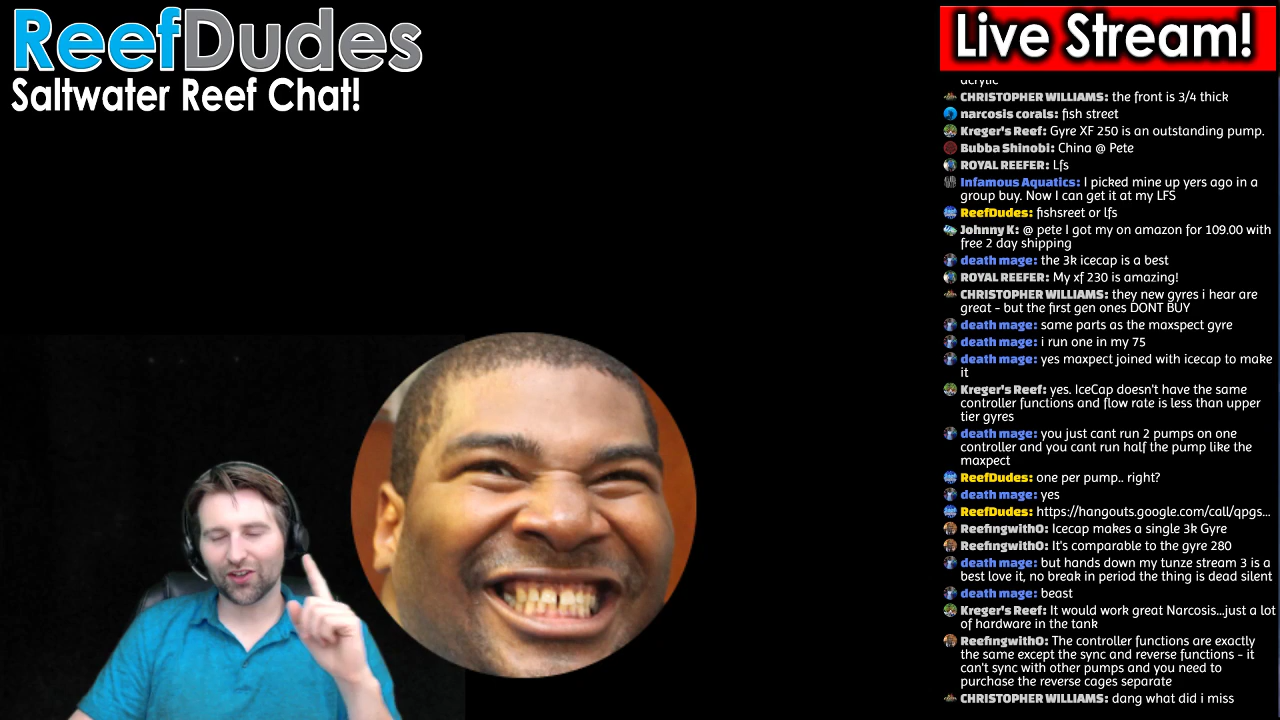 ReefDudes
Saltwater Reef Chat!
Live Stream!
acrylic
CHRISTOPHER WILLIAMS: the front is 3/4 thick
narcosis corals: fish street
Kreger's Reef: Gyre XF 250 is an outstanding pump.
Bubba Shinobi: China @ Pete
ROYAL REEFER: Lfs
Infamous Aquatics: I picked mine up yers ago in a
group buy. Now I can get it at my LFS
ReefDudes: fishsreet or lfs
Johnny K: @ pete I got my on amazon for 109.00 with
free 2 day shipping
death mage: the 3k icecap is a best
ROYAL REEFER: My xf 230 is amazing!
CHRISTOPHER WILLIAMS: they new gyres i hear are
great - but the first gen ones DONT BUY
death mage: same parts as the maxspect gyre
death mage: i run one in my 75
death mage: yes maxpect joined with icecap to make
it
Kreger's Reef: yes. IceCap doesn't have the same
controller functions and flow rate is less than upper
tier gyres
death mage: you just cant run 2 pumps on one
controller and you cant run half the pump like the
maxpect
ReefDudes: one per pump.. right?
death mage: yes
ReefDudes: https://hangouts.google.com/call/qpgs...
ReefingwithO: Icecap makes a single 3k Gyre
ReefingwithO: It's comparable to the gyre 280
death mage: but hands down my tunze stream 3 is a
best love it, no break in period the thing is dead silent
death mage: beast
Kreger's Reef: It would work great Narcosis...just a lot
of hardware in the tank
ReefingwithO: The controller functions are exactly
the same except the sync and reverse functions - it
can't sync with other pumps and you need to
purchase the reverse cages separate
CHRISTOPHER WILLIAMS: dang what did i miss